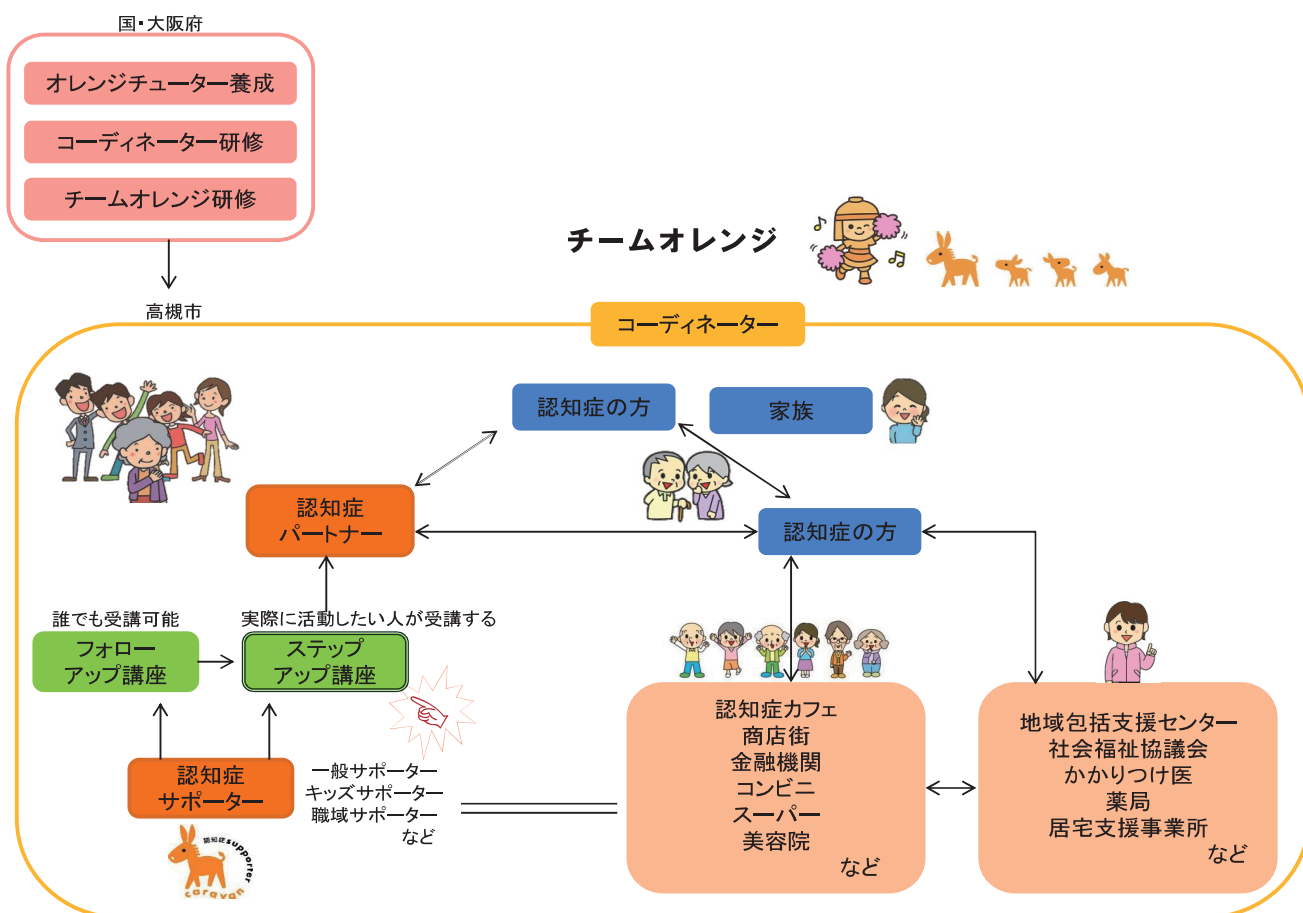 国・大阪府
オレンジチューター養成
コーディネーター研修
チームオレンジ研修
チームオレンジ
高槻市
コーディネーター
認知症の方
家族
認知症
パートナー
認知症の方
誰でも受講可能
実際に活動したい人が受講する
フォロー
アップ講座
ステップ
アップ講座
認知症
サポーター
一般サポーター
キッズサポーター
職域サポーター
など
認知症カフェ
商店街
金融機関
コンビニ
スーパー
美容院
など
地域包括支援センター
社会福祉協議会
かかりつけ医
薬局
居宅支援事業所
など
認知症supporter
caravan